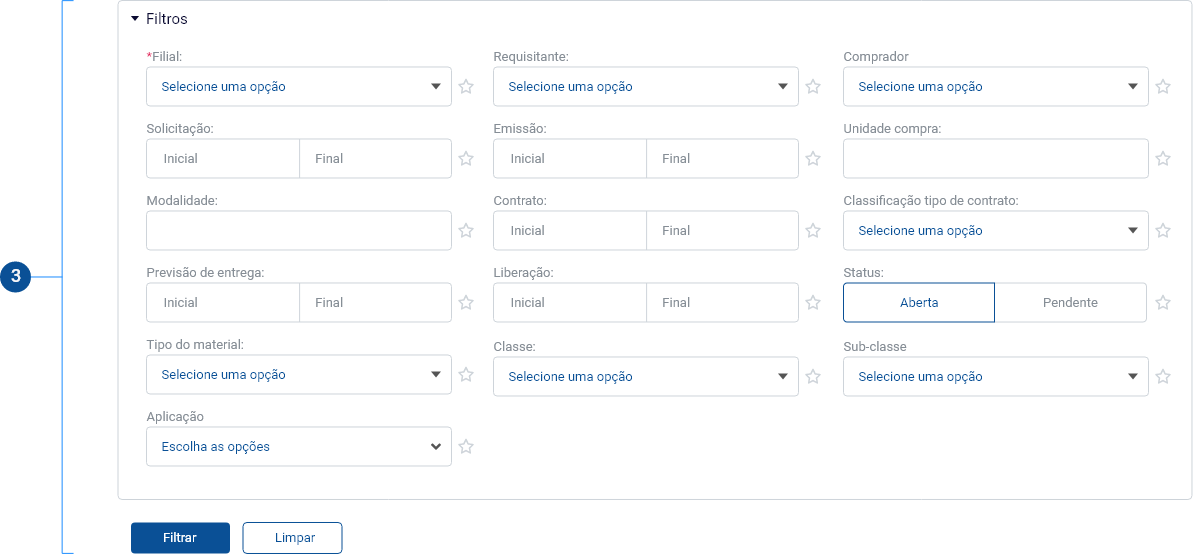 Filtros
*Filial:
Requisitante:
Comprador
Selecione uma opção
Selecione uma opção
Selecione uma opção
Solicitação:
Emissão:
Unidade compra:
Inicial
Final
Inicial
Final
Modalidade:
Contrato:
Classificação tipo de contrato:
Inicial
Final
Selecione uma opção
3
Previsão de entrega:
Liberação:
Status:
Inicial
Final
Inicial
Final
Aberta
Pendente
Tipo do material:
Classe:
Sub-classe
Selecione uma opção
Selecione uma opção
Selecione uma opção
Aplicação
Escolha as opções
Filtrar
Limpar